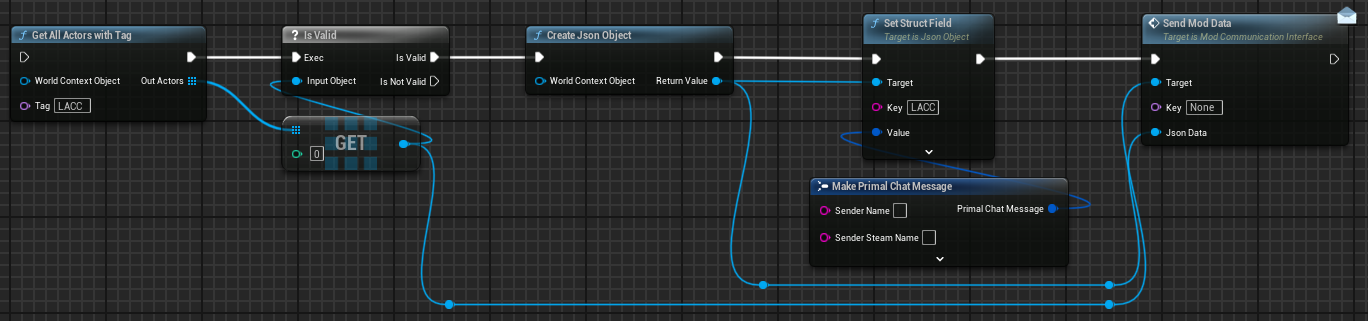 Get All Actors with Tag
World Context Object
Out Actors
Tag
LACC
? Is Valid
Exec
Is Valid
Input Object
Is Not Valid
0
GET
f Create Json Object
World Context Object
Return Value
f Set Struct Field
Target is Json Object
Target
Key
LACC
Value
Make Primal Chat Message
Sender Name
Primal Chat Message
Sender Steam Name
Send Mod Data
Target is Mod Communication Interface
Target
Key
None
Json Data